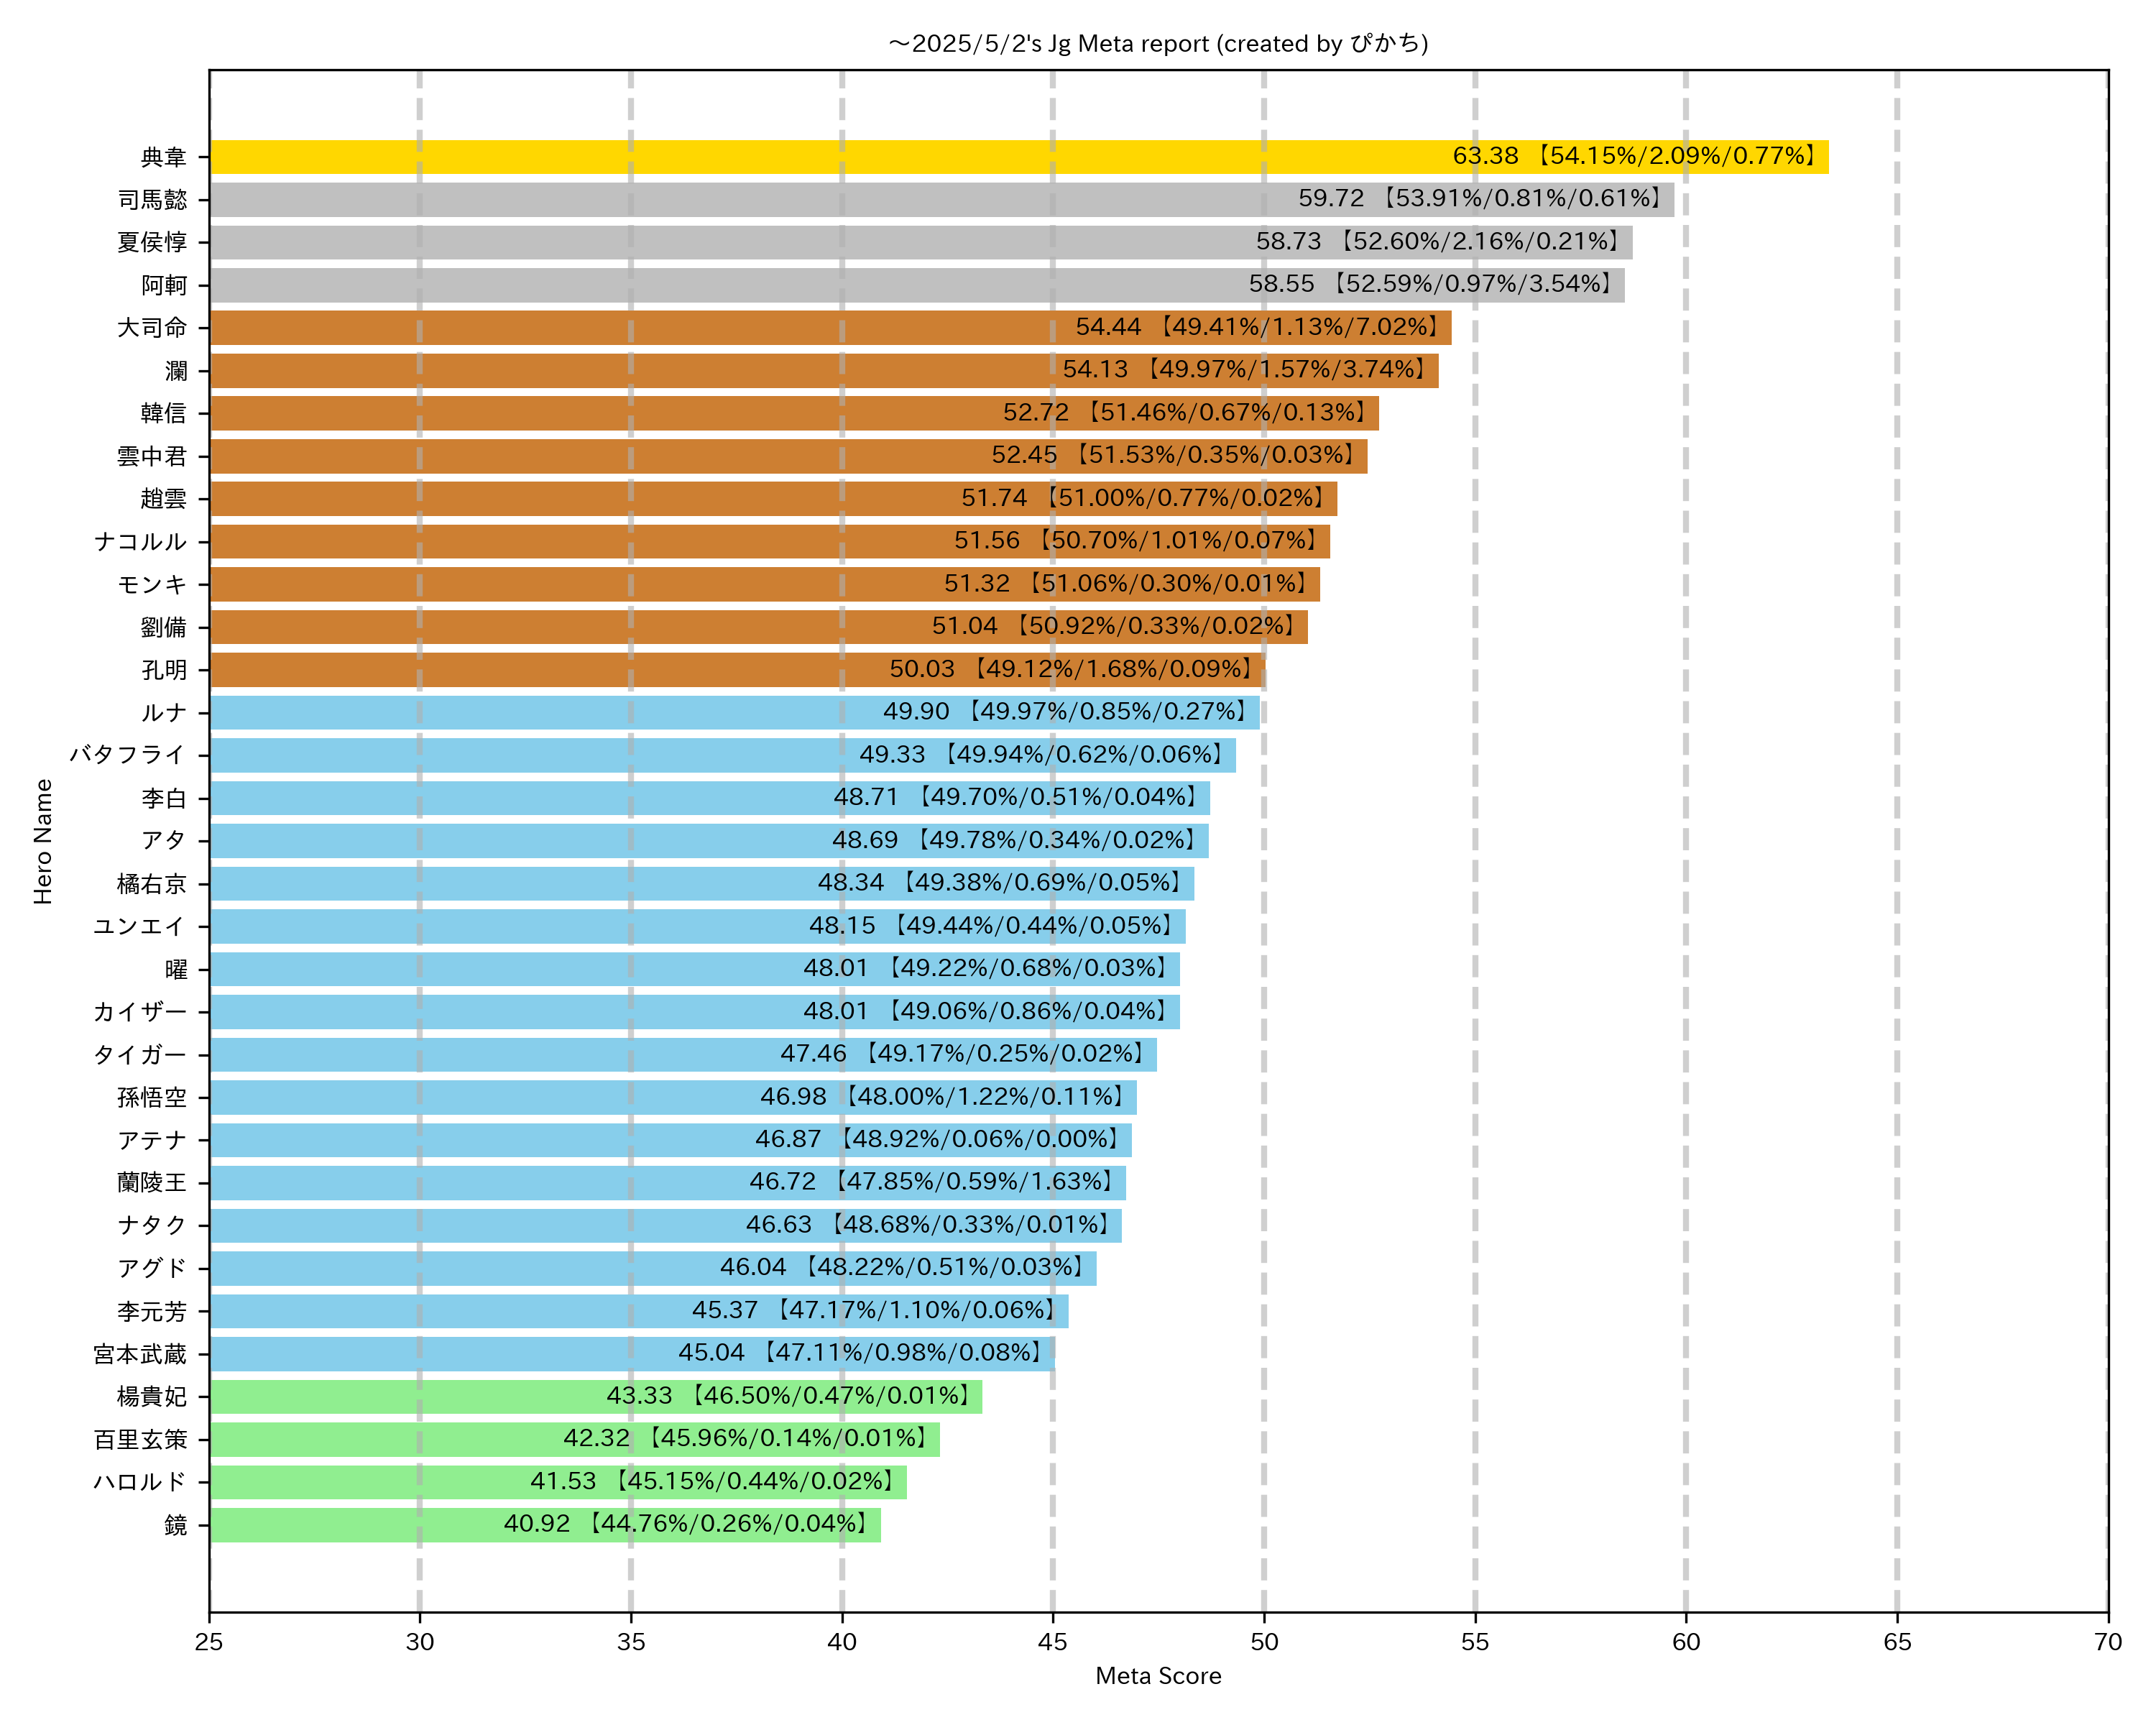 ～2025/5/2's Jg Meta report (created by ぴかち)
Hero Name
典韋 63.38 【54.15%/2.09%/0.77%】
司馬懿 59.72 【53.91%/0.81%/0.61%】
夏侯惇 58.73 【52.60%/2.16%/0.21%】
阿軻 58.55 【52.59%/0.97%/3.54%】
大司命 54.44 【49.41%/1.13%/7.02%】
瀾 54.13 【49.97%/1.57%/3.74%】
韓信 52.72 【51.46%/0.67%/0.13%】
雲中君 52.45 【51.53%/0.35%/0.03%】
趙雲 51.74 【51.00%/0.77%/0.02%】
ナコルル 51.56 【50.70%/1.01%/0.07%】
モンキ 51.32 【51.06%/0.30%/0.01%】
劉備 51.04 【50.92%/0.33%/0.02%】
孔明 50.03 【49.12%/1.68%/0.09%】
ルナ 49.90 【49.97%/0.85%/0.27%】
バタフライ 49.33 【49.94%/0.62%/0.06%】
李白 48.71 【49.70%/0.51%/0.04%】
アタ 48.69 【49.78%/0.34%/0.02%】
橘右京 48.34 【49.38%/0.69%/0.05%】
ユンエイ 48.15 【49.44%/0.44%/0.05%】
曜 48.01 【49.22%/0.68%/0.03%】
カイザー 48.01 【49.06%/0.86%/0.04%】
タイガー 47.46 【49.17%/0.25%/0.02%】
孫悟空 46.98 【48.00%/1.22%/0.11%】
アテナ 46.87 【48.92%/0.06%/0.00%】
蘭陵王 46.72 【47.85%/0.59%/1.63%】
ナタク 46.63 【48.68%/0.33%/0.01%】
アグド 46.04 【48.22%/0.51%/0.03%】
李元芳 45.37 【47.17%/1.10%/0.06%】
宮本武蔵 45.04 【47.11%/0.98%/0.08%】
楊貴妃 43.33 【46.50%/0.47%/0.01%】
百里玄策 42.32 【45.96%/0.14%/0.01%】
ハロルド 41.53 【45.15%/0.44%/0.02%】
鏡 40.92 【44.76%/0.26%/0.04%】
25 30 35 40 45 50 55 60 65 70
Meta Score